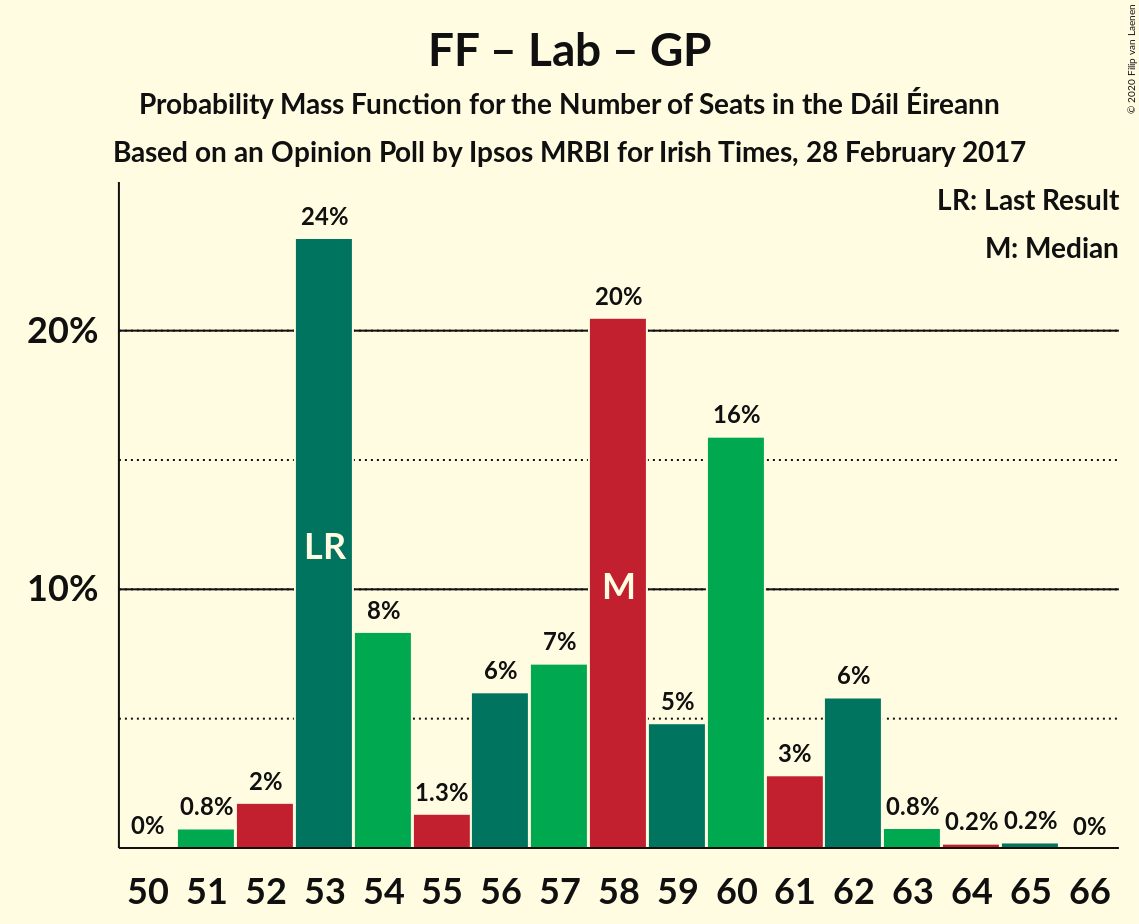 FF – Lab – GP
Probability Mass Function for the Number of Seats in the Dáil Éireann
Based on an Opinion Poll by Ipsos MRBI for Irish Times, 28 February 2017
© 2020 Filip van Laenen
LR: Last Result
M: Median
20%
10%
0%
0.8%
2%
24%
8%
1.3%
6%
7%
20%
5%
16%
3%
6%
0.8%
0.2%
0.2%
0%
LR
M
50 51 52 53 54 55 56 57 58 59 60 61 62 63 64 65 66